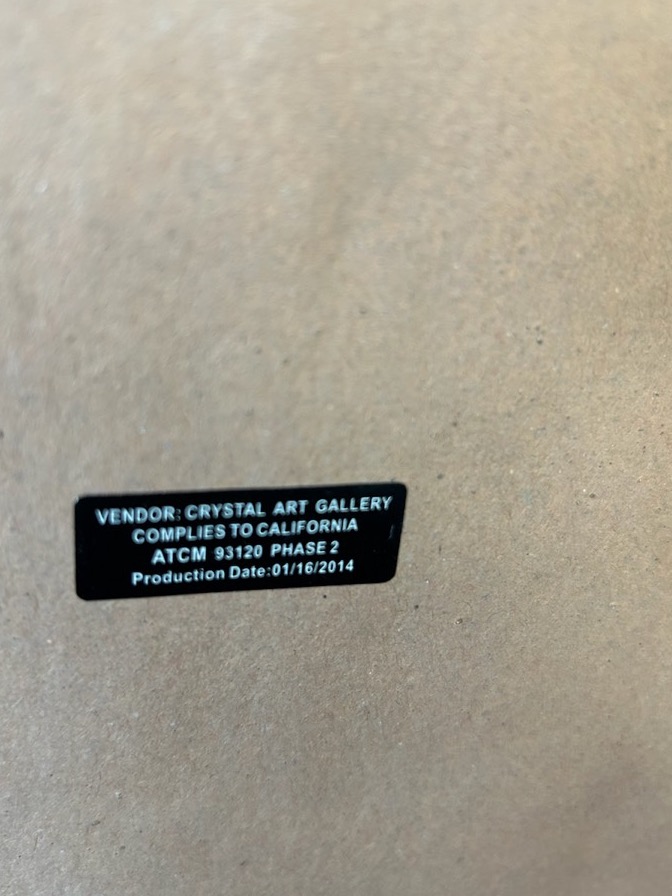 VENDOR: CRYSTAL ART GALLERY
COMPLIES TO CALIFORNIA
ATCM 93120 PHASE 2
Production Date:01/16/2014